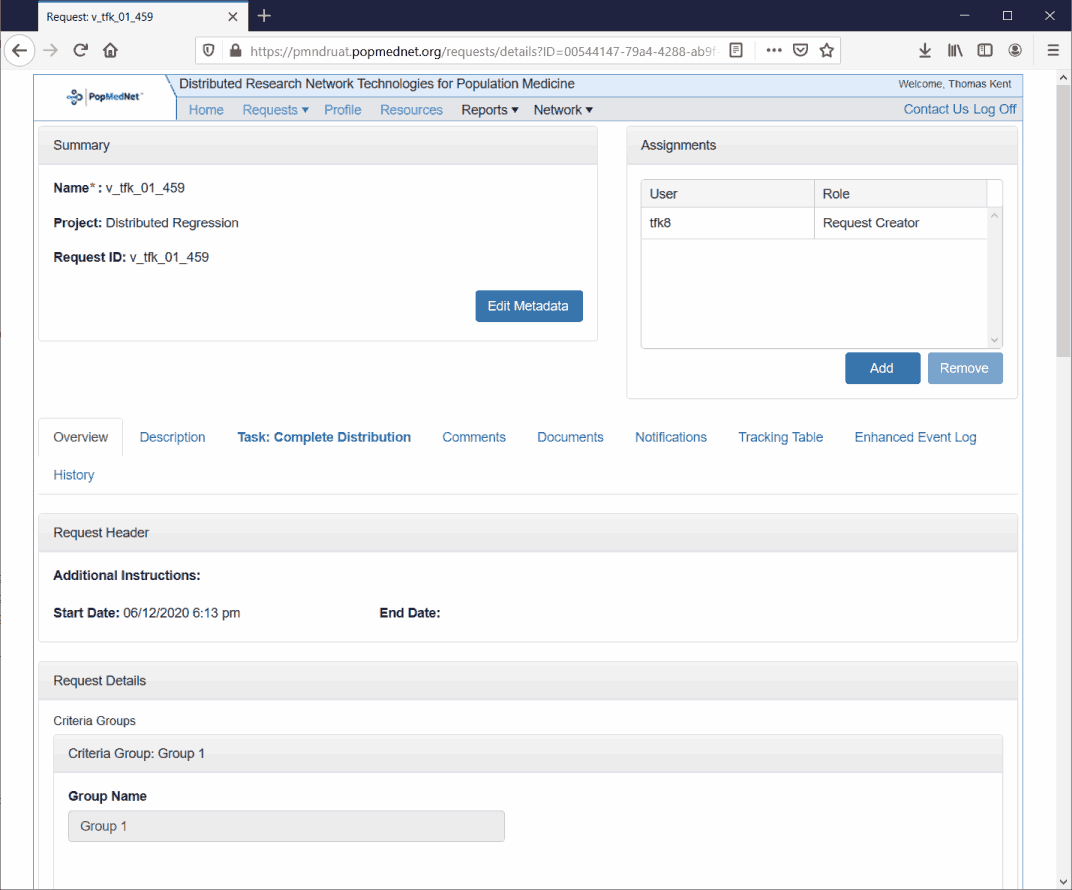 Request: v_tfk_01_459
https://pmndruat.popmednet.org/requests/details?ID=00544147-79a4-4288-ab9f
PopMedNet™
Distributed Research Network Technologies for Population Medicine
Welcome, Thomas Kent
Home Requests ▾ Profile Resources Reports ▾ Network ▾
Contact Us Log Off
Summary
Name* : v_tfk_01_459
Project: Distributed Regression
Request ID: v_tfk_01_459
Edit Metadata
Assignments
User Role
tfk8 Request Creator
Add Remove
Overview Description Task: Complete Distribution Comments Documents Notifications Tracking Table Enhanced Event Log
History
Request Header
Additional Instructions:
Start Date: 06/12/2020 6:13 pm End Date:
Request Details
Criteria Groups
Criteria Group: Group 1
Group Name
Group 1